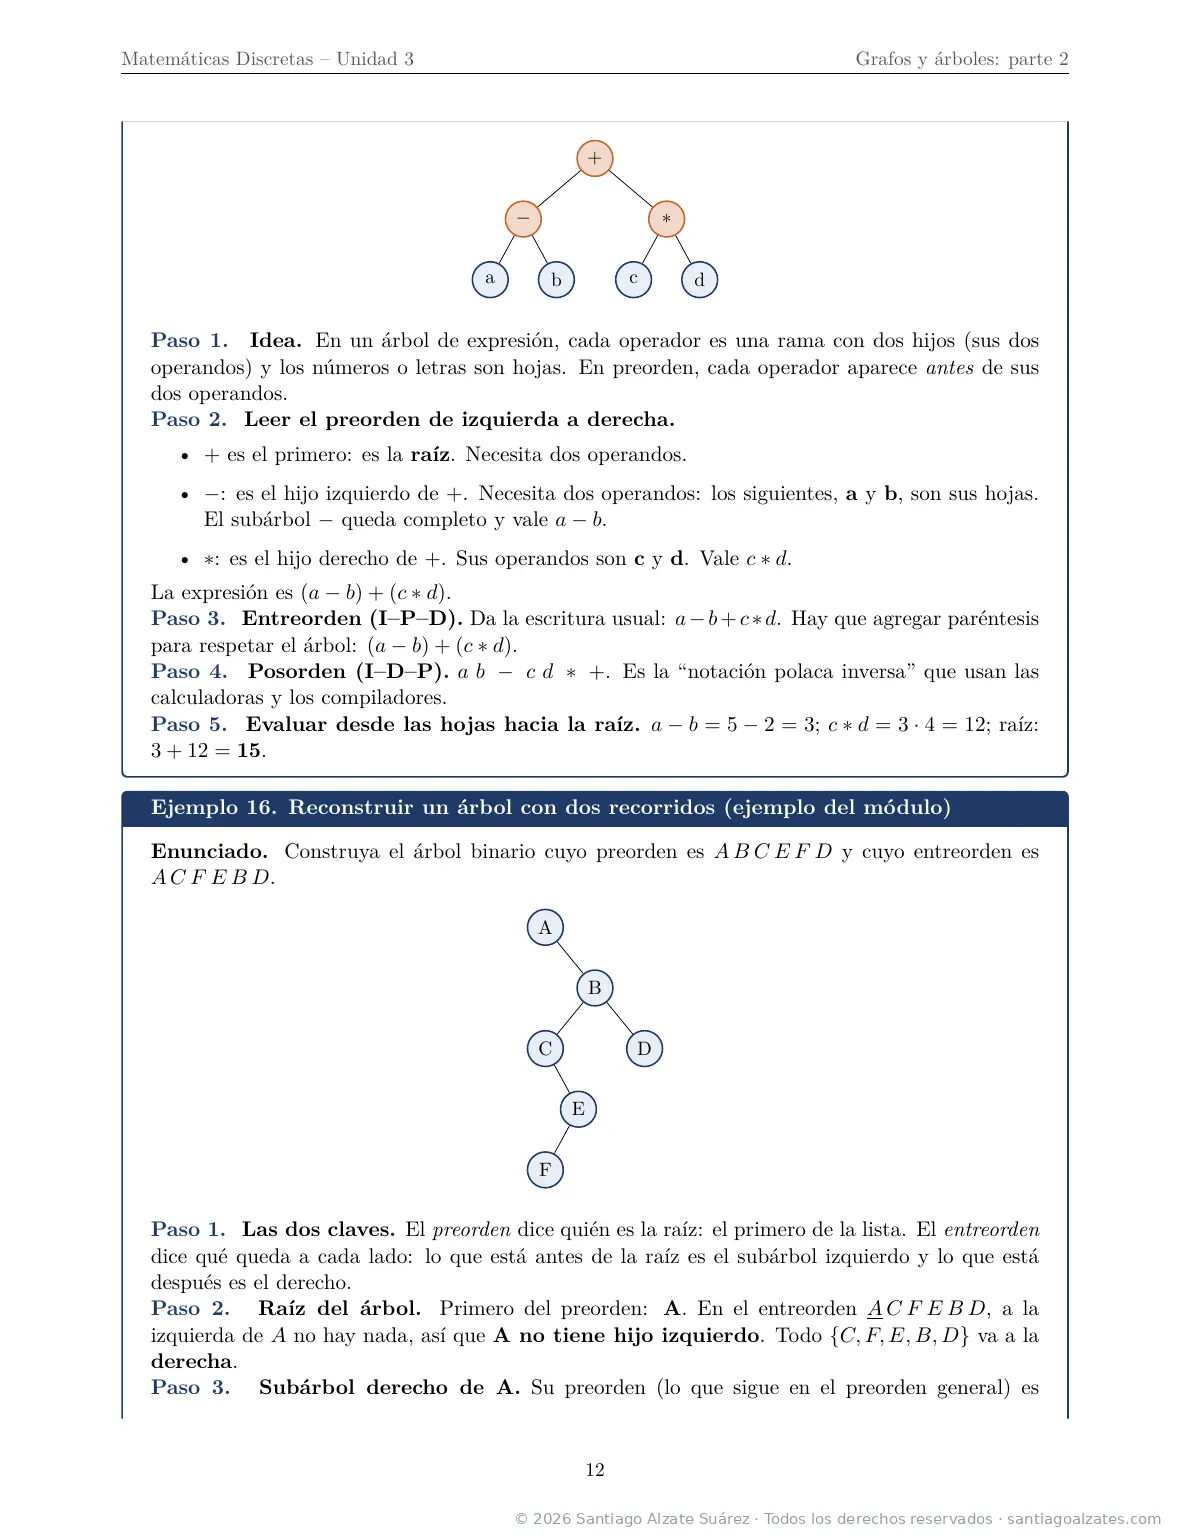 Matemáticas Discretas – Unidad 3
Grafos y árboles: parte 2
+
−
∗
a
b
c
d
Paso 1. Idea. En un árbol de expresión, cada operador es una rama con dos hijos (sus dos
operandos) y los números o letras son hojas. En preorden, cada operador aparece antes de sus
dos operandos.
Paso 2. Leer el preorden de izquierda a derecha.
• + es el primero: es la raíz. Necesita dos operandos.
• −: es el hijo izquierdo de +. Necesita dos operandos: los siguientes, a y b, son sus hojas.
El subárbol − queda completo y vale a − b.
• ∗: es el hijo derecho de +. Sus operandos son c y d. Vale c ∗ d.
La expresión es (a − b) + (c ∗ d).
Paso 3. Entreorden (I–P–D). Da la escritura usual: a − b + c ∗ d. Hay que agregar paréntesis
para respetar el árbol: (a − b) + (c ∗ d).
Paso 4. Posorden (I–D–P). a b − c d ∗ +. Es la “notación polaca inversa” que usan las
calculadoras y los compiladores.
Paso 5. Evaluar desde las hojas hacia la raíz. a − b = 5 − 2 = 3; c ∗ d = 3 · 4 = 12; raíz:
3 + 12 = 15.
Ejemplo 16. Reconstruir un árbol con dos recorridos (ejemplo del módulo)
Enunciado. Construya el árbol binario cuyo preorden es A B C E F D y cuyo entreorden es
A C F E B D.
A
B
C
D
E
F
Paso 1. Las dos claves. El preorden dice quién es la raíz: el primero de la lista. El entreorden
dice qué queda a cada lado: lo que está antes de la raíz es el subárbol izquierdo y lo que está
después es el derecho.
Paso 2. Raíz del árbol. Primero del preorden: A. En el entreorden A C F E B D, a la
izquierda de A no hay nada, así que A no tiene hijo izquierdo. Todo {C, F, E, B, D} va a la
derecha.
Paso 3. Subárbol derecho de A. Su preorden (lo que sigue en el preorden general) es
12
© 2026 Santiago Alzate Suárez · Todos los derechos reservados · santiagoalzates.com